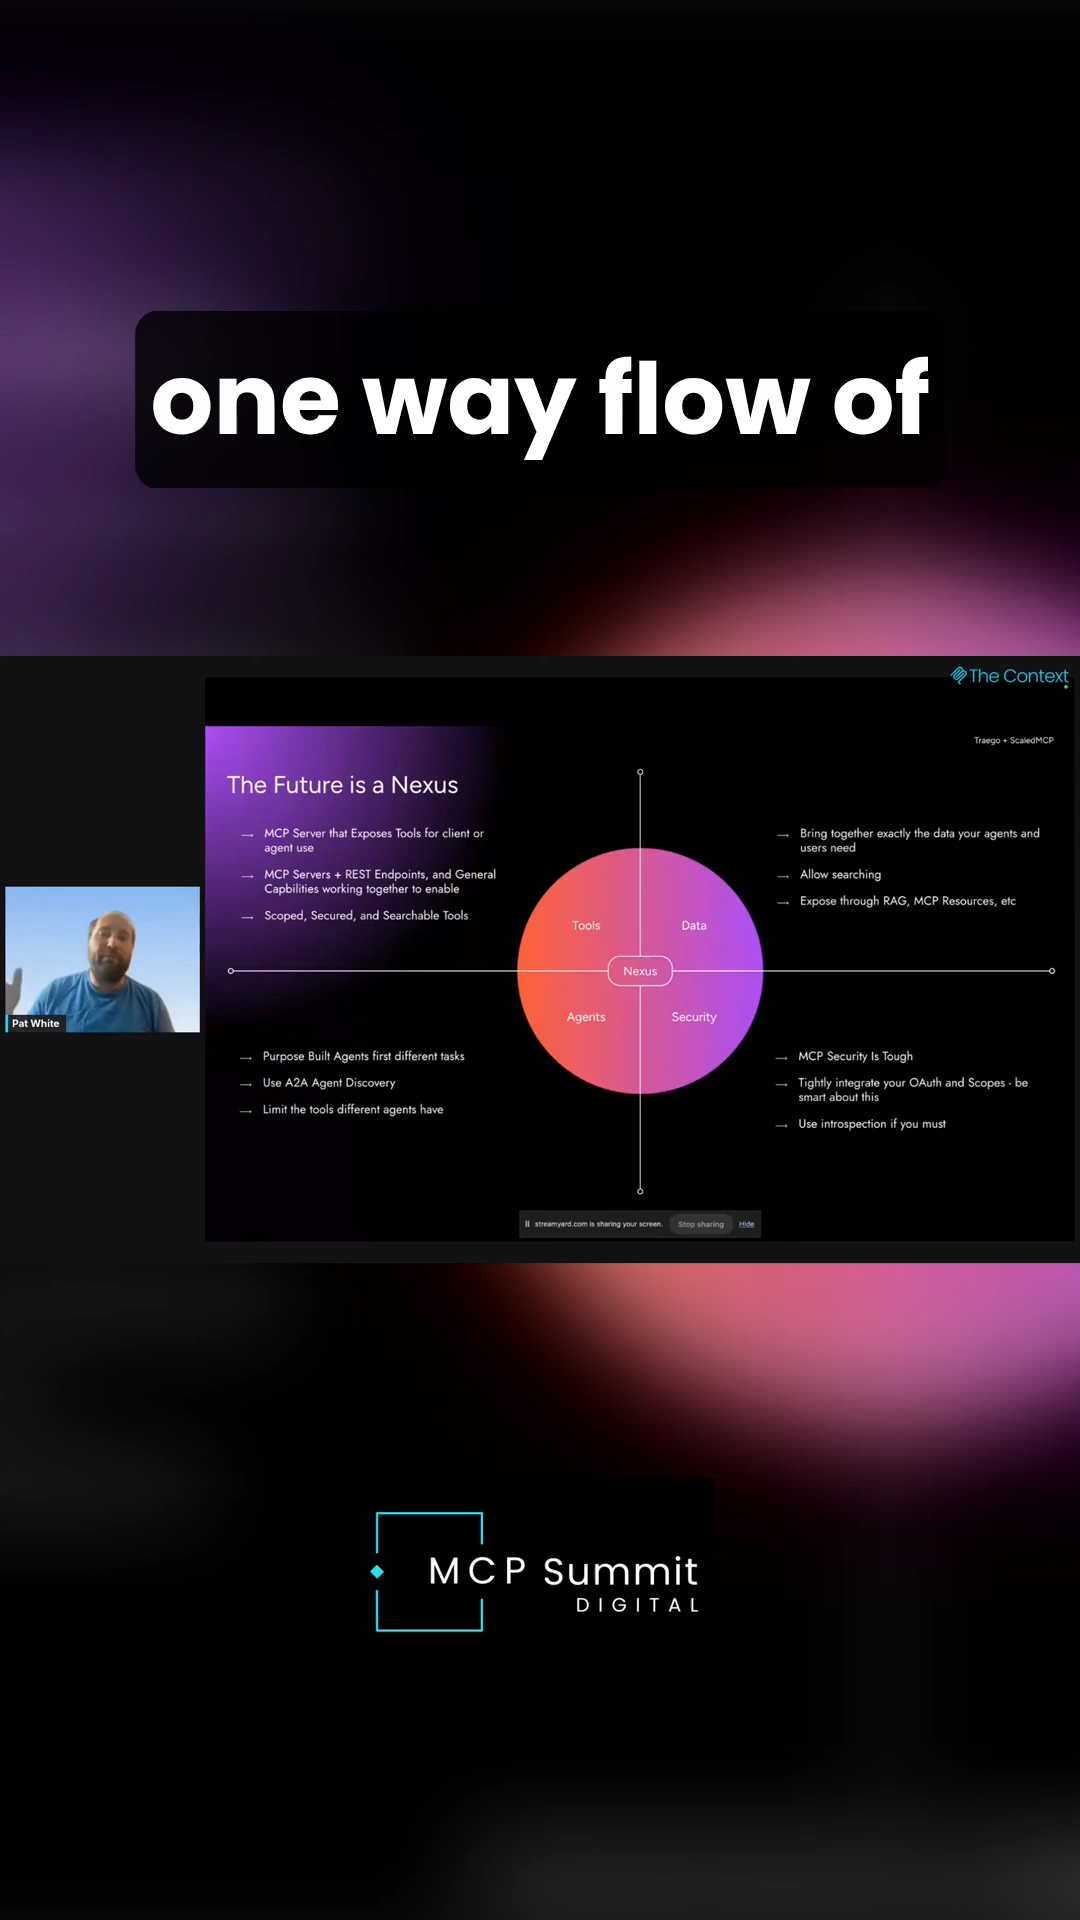 one way flow of
The Context
Traego + ScaledMCP
The Future is a Nexus
MCP Server that Exposes Tools for client or
agent use
MCP Servers + REST Endpoints, and General
Capbilities working together to enable
Scoped, Secured, and Searchable Tools
Bring together exactly the data your agents and
users need
Allow searching
Expose through RAG, MCP Resources, etc
Tools
Data
Nexus
Agents
Security
Pat White
Purpose Built Agents first different tasks
Use A2A Agent Discovery
Limit the tools different agents have
MCP Security Is Tough
Tightly integrate your OAuth and Scopes - be
smart about this
Use introspection if you must
streamyard.com is sharing your screen. Stop sharing Hide
MCP Summit
DIGITAL